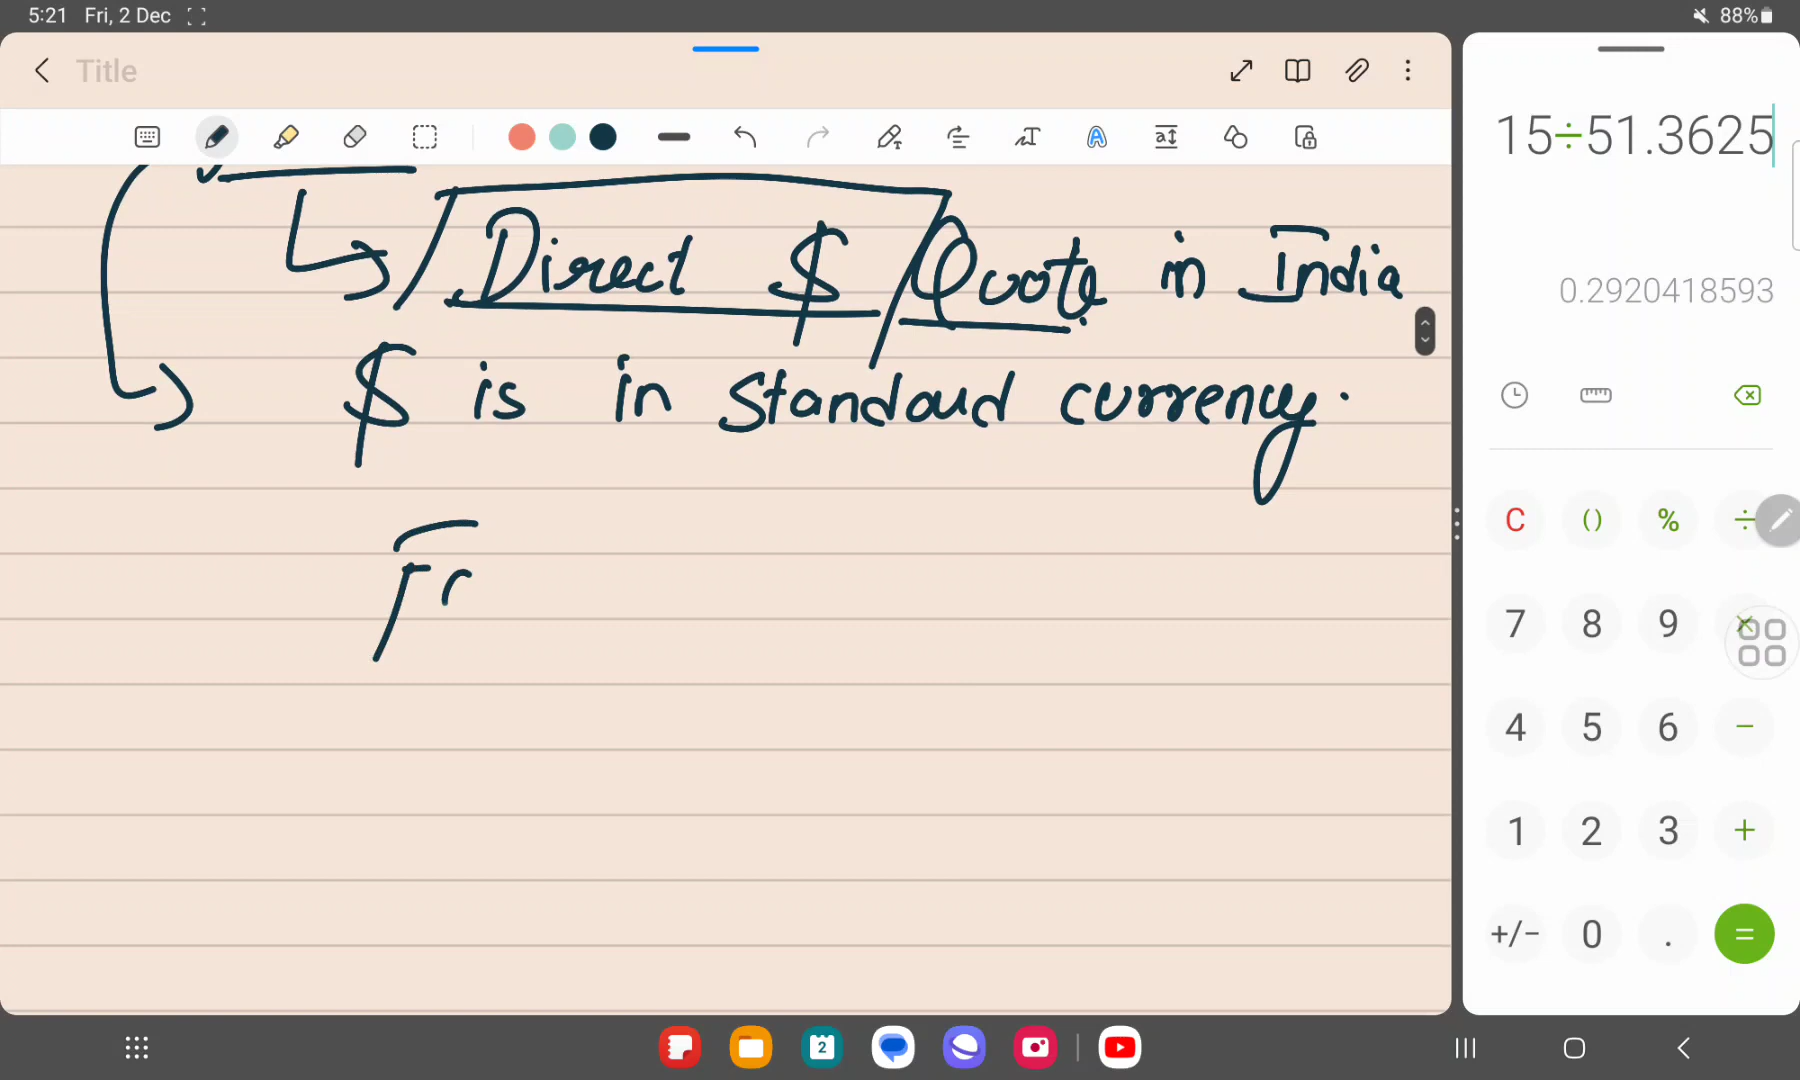 5:21 Fri, 2 Dec
88%
Title
15÷51.3625
0.2920418593
Direct $ Quote in India
$ is in standard currency.
C () % ÷
7 8 9 ×
4 5 6 −
1 2 3 +
+/− 0 . =
2